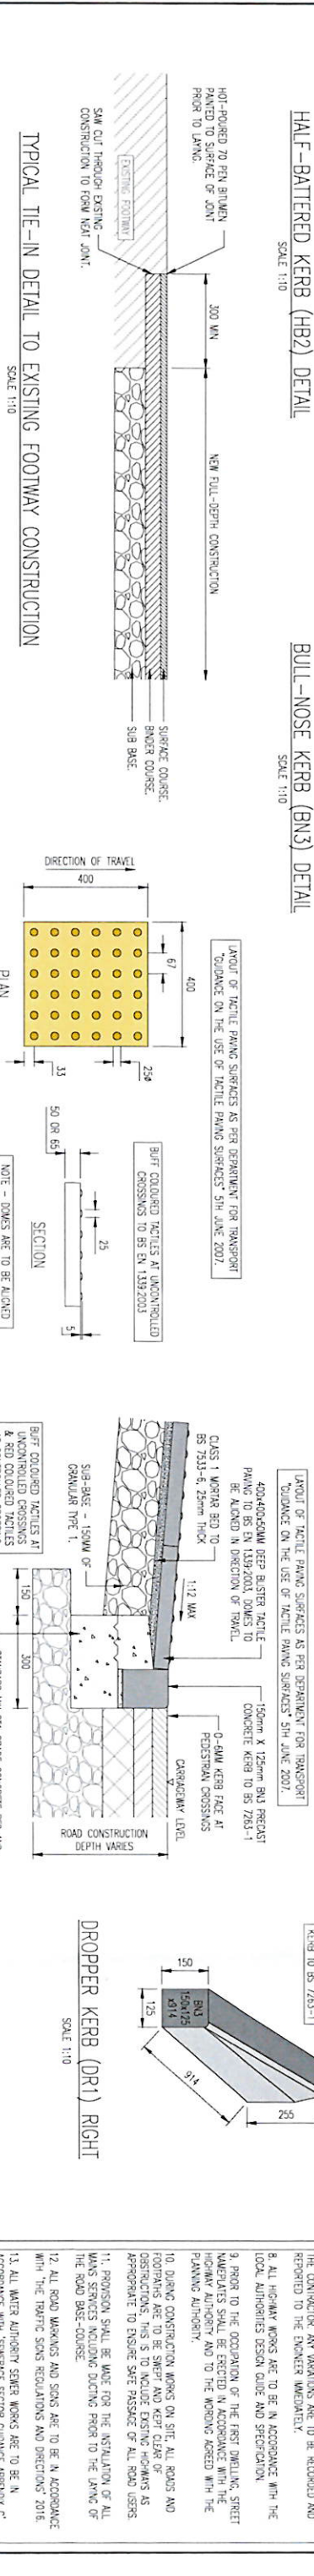 HALF-BATTERED KERB (HB2) DETAIL
SCALE 1:10
BULL-NOSE KERB (BN3) DETAIL
SCALE 1:10
HOT-POURED 70 PEN BITUMEN
PAINTED TO SURFACE OF JOINT
PRIOR TO LAYING.
SAW CUT THROUGH EXISTING
CONSTRUCTION TO FORM NEAT JOINT.
EXISTING FOOTWAY
300 MIN
NEW FULL-DEPTH CONSTRUCTION
SURFACE COURSE.
BINDER COURSE.
SUB BASE.
TYPICAL TIE-IN DETAIL TO EXISTING FOOTWAY CONSTRUCTION
SCALE 1:10
LAYOUT OF TACTILE PAVING SURFACES AS PER DEPARTMENT FOR TRANSPORT
"GUIDANCE ON THE USE OF TACTILE PAVING SURFACES" 5TH JUNE 2007.
DIRECTION OF TRAVEL
400
400
67
25ø
33
PLAN
BUFF COLOURED TACTILES AT UNCONTROLLED
CROSSINGS TO BS EN 1339:2003
50 OR 65
25
5
SECTION
NOTE - DOMES ARE TO BE ALIGNED
LAYOUT OF TACTILE PAVING SURFACES AS PER DEPARTMENT FOR TRANSPORT
"GUIDANCE ON THE USE OF TACTILE PAVING SURFACES" 5TH JUNE 2007.
400x400x50MM DEEP BLISTER TACTILE
PAVING TO BS EN 1339-2003, DOMES TO
BE ALIGNED IN DIRECTION OF TRAVEL.
CLASS 1 MORTAR BED TO
BS 7533-6, 25mm THICK
1:12 MAX
150mm X 125mm BN3 PRECAST
CONCRETE KERB TO BS 7263-1
0-6MM KERB FACE AT
PEDESTRIAN CROSSINGS
CARRIAGEWAY LEVEL
SUB-BASE -150MM OF
GRANULAR TYPE 1.
ROAD CONSTRUCTION
DEPTH VARIES
150
300
BUFF COLOURED TACTILES AT
UNCONTROLLED CROSSINGS
& RED COLOURED TACTILES
KERB TO BS 7263-1
150
BN3
150x125
x914
125
914
255
DROPPER KERB (DR1) RIGHT
SCALE 1:10
THE CONTRACTOR. ANY VARIATIONS ARE TO BE RECORDED AND
REPORTED TO THE ENGINEER IMMEDIATELY.
8. ALL HIGHWAY WORKS ARE TO BE IN ACCORDANCE WITH THE
LOCAL AUTHORITIES DESIGN GUIDE AND SPECIFICATION.
9. PRIOR TO THE OCCUPATION OF THE FIRST DWELLING, STREET
NAMEPLATES SHALL BE ERECTED IN ACCORDANCE WITH THE
HIGHWAY AUTHORITY AND TO THE WORDING AGREED WITH THE
PLANNING AUTHORITY.
10. DURING CONSTRUCTION WORKS ON SITE, ALL ROADS AND
FOOTPATHS ARE TO BE SWEPT AND KEPT CLEAR OF
OBSTRUCTIONS, THIS IS TO INCLUDE EXISTING HIGHWAYS AS
APPROPRIATE TO ENSURE SAFE PASSAGE OF ALL ROAD USERS.
11. PROVISION SHALL BE MADE FOR THE INSTALLATION OF ALL
MAINS SERVICES INCLUDING DUCTING PRIOR TO THE LAYING OF
THE ROAD BASE-COURSE.
12. ALL ROAD MARKINGS AND SIGNS ARE TO BE IN ACCORDANCE
WITH 'THE TRAFFIC SIGNS REGULATIONS AND DIRECTIONS' 2016.
13. ALL WATER AUTHORITY SEWER WORKS ARE TO BE IN
ACCORDANCE WITH 'SEWERAGE SECTOR GUIDANCE APPENDIX C'